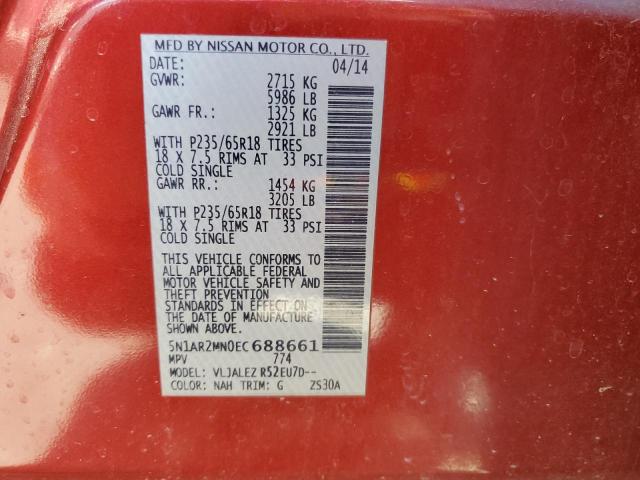 MFD BY NISSAN MOTOR CO., LTD.
DATE: 04/14
GVWR: 2715 KG
5986 LB
GAWR FR.: 1325 KG
2921 LB
WITH P235/65R18 TIRES
18 X 7.5 RIMS AT 33 PSI
COLD SINGLE
GAWR RR.: 1454 KG
3205 LB
WITH P235/65R18 TIRES
18 X 7.5 RIMS AT 33 PSI
COLD SINGLE
THIS VEHICLE CONFORMS TO
ALL APPLICABLE FEDERAL
MOTOR VEHICLE SAFETY AND
THEFT PREVENTION
STANDARDS IN EFFECT ON
THE DATE OF MANUFACTURE
SHOWN ABOVE.
5N1AR2MN0EC688661
MPV 774
MODEL: VLJALEZ R52EU7D--
COLOR: NAH TRIM: G ZS30A